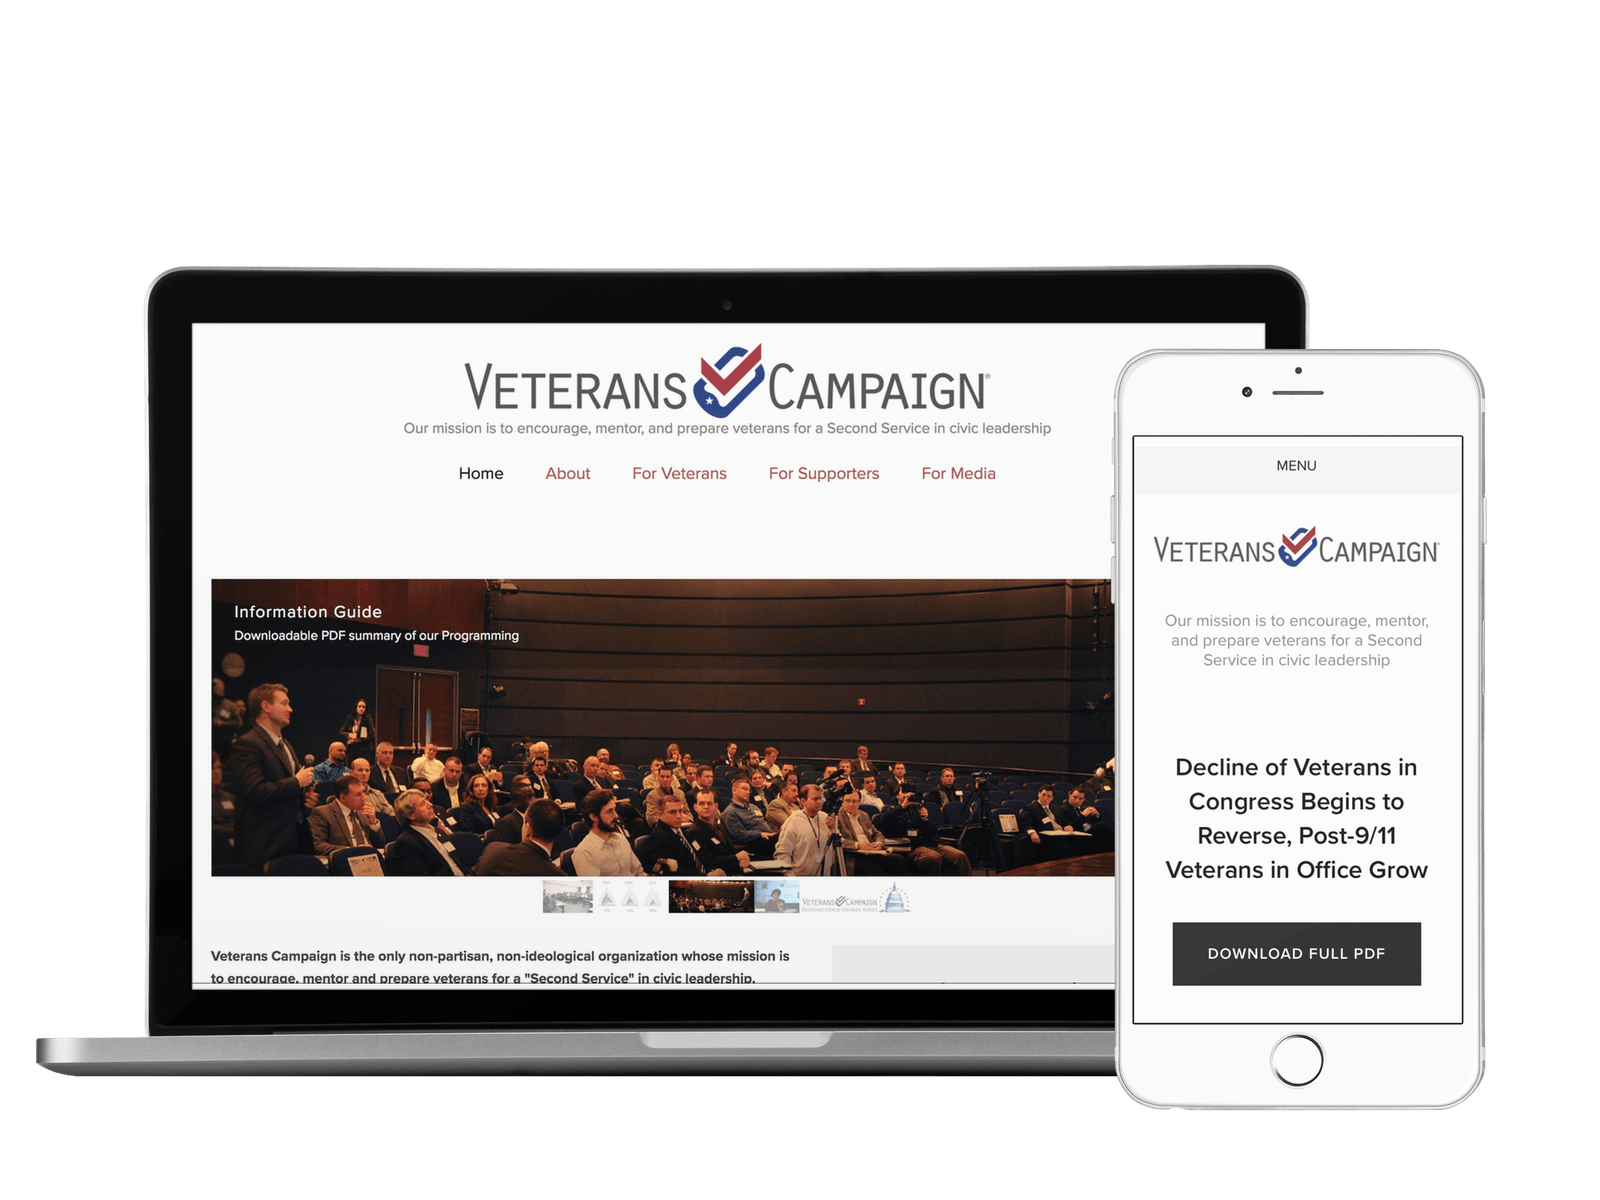 VETERANS CAMPAIGN®
Our mission is to encourage, mentor, and prepare veterans for a Second Service in civic leadership
Home About For Veterans For Supporters For Media
Information Guide
Downloadable PDF summary of our Programming
VETERANS CAMPAIGN
Veterans Campaign is the only non-partisan, non-ideological organization whose mission is
to encourage, mentor and prepare veterans for a "Second Service" in civic leadership.
MENU
VETERANS CAMPAIGN
Our mission is to encourage, mentor,
and prepare veterans for a Second
Service in civic leadership
Decline of Veterans in
Congress Begins to
Reverse, Post-9/11
Veterans in Office Grow
DOWNLOAD FULL PDF